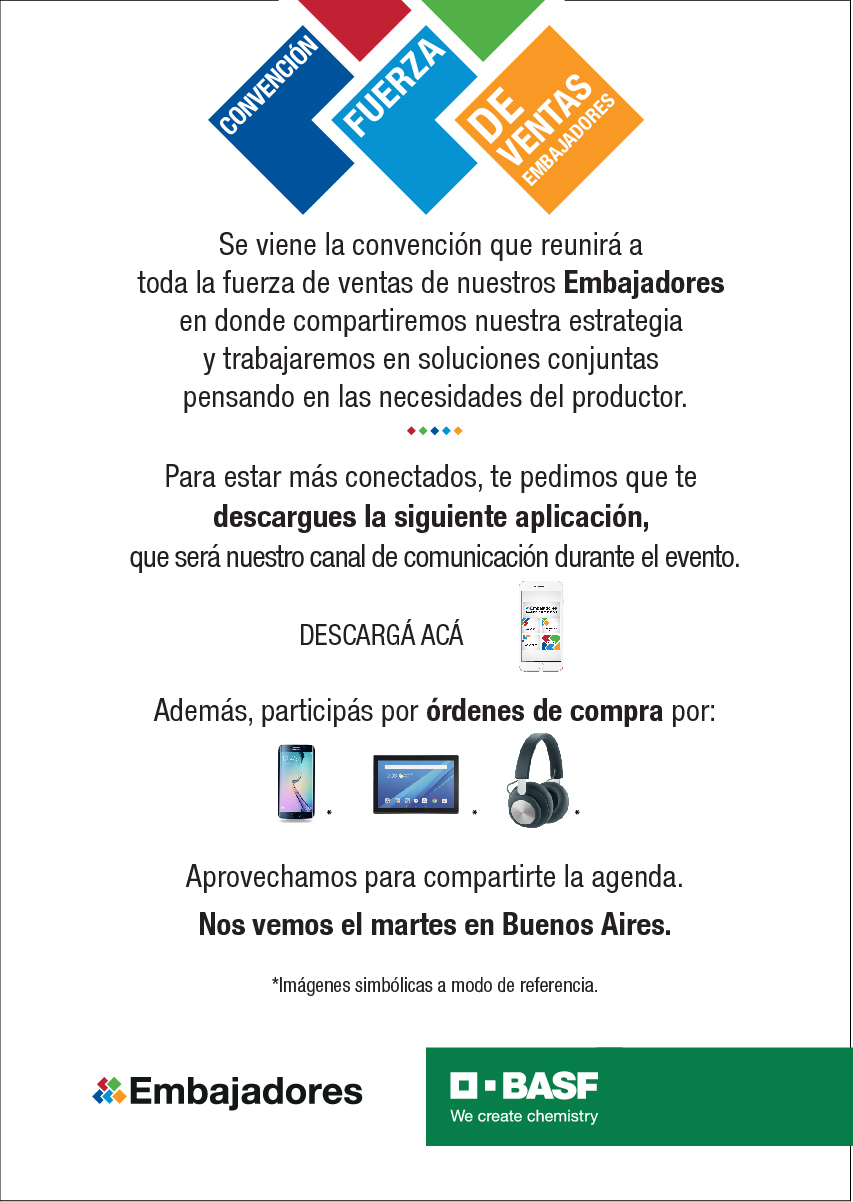 CONVENCIÓN
FUERZA
DE
VENTAS
EMBAJADORES
Se viene la convención que reunirá a
toda la fuerza de ventas de nuestros Embajadores
en donde compartiremos nuestra estrategia
y trabajaremos en soluciones conjuntas
pensando en las necesidades del productor.
Para estar más conectados, te pedimos que te
descargues la siguiente aplicación,
que será nuestro canal de comunicación durante el evento.
Embajadores
DESCARGÁ ACÁ
Además, participás por órdenes de compra por:
* * *
Aprovechamos para compartirte la agenda.
Nos vemos el martes en Buenos Aires.
*Imágenes simbólicas a modo de referencia.
Embajadores
BASF
We create chemistry